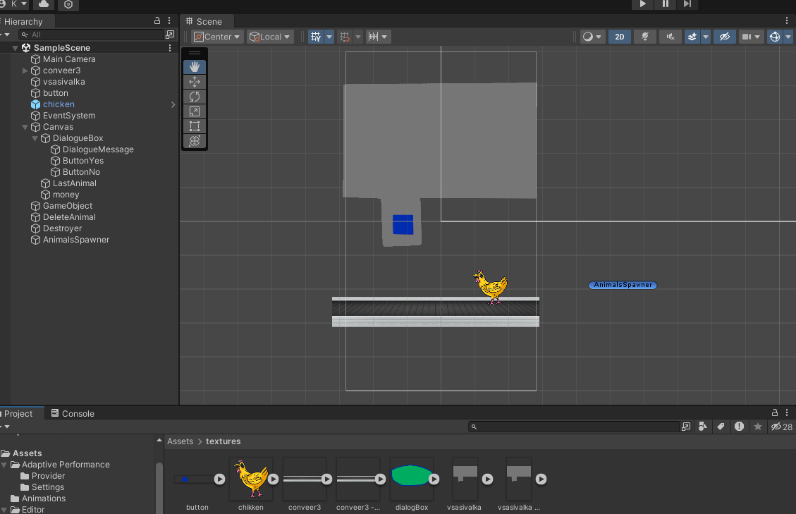 K
Hierarchy
Scene
All
Center
Local
2D
SampleScene
Main Camera
conveer3
vsasivalka
button
chicken
EventSystem
Canvas
DialogueBox
DialogueMessage
ButtonYes
ButtonNo
LastAnimal
money
GameObject
DeleteAnimal
Destroyer
AnimalsSpawner
AnimalsSpawner
Project
Console
28
Assets
Adaptive Performance
Provider
Settings
Animations
Editor
Assets > textures
button
chikken
conveer3
conveer3 -...
dialogBox
vsasivalka
vsasivalka ...